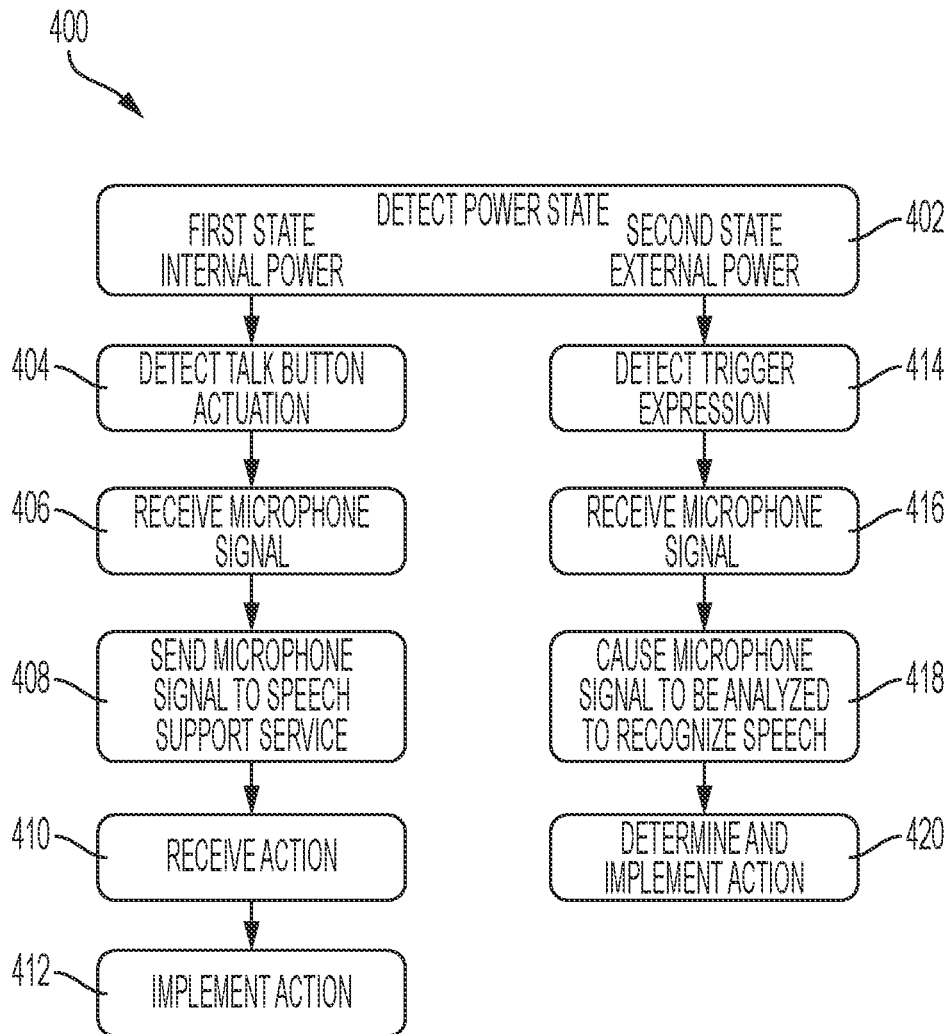 400
DETECT POWER STATE
FIRST STATE
INTERNAL POWER
SECOND STATE
EXTERNAL POWER
402
404
DETECT TALK BUTTON
ACTUATION
DETECT TRIGGER
EXPRESSION
414
406
RECEIVE MICROPHONE
SIGNAL
RECEIVE MICROPHONE
SIGNAL
416
408
SEND MICROPHONE
SIGNAL TO SPEECH
SUPPORT SERVICE
CAUSE MICROPHONE
SIGNAL TO BE ANALYZED
TO RECOGNIZE SPEECH
418
410
RECEIVE ACTION
DETERMINE AND
IMPLEMENT ACTION
420
412
IMPLEMENT ACTION